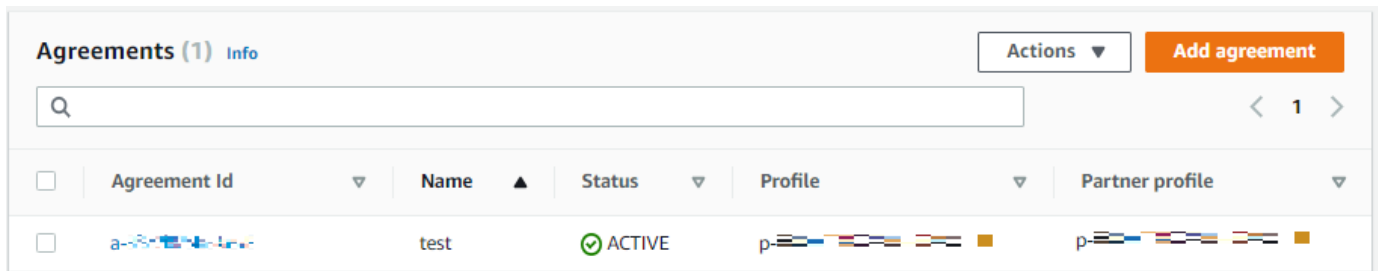 Agreements (1) Info
Actions Add agreement
1
Agreement Id Name Status Profile Partner profile
test ACTIVE